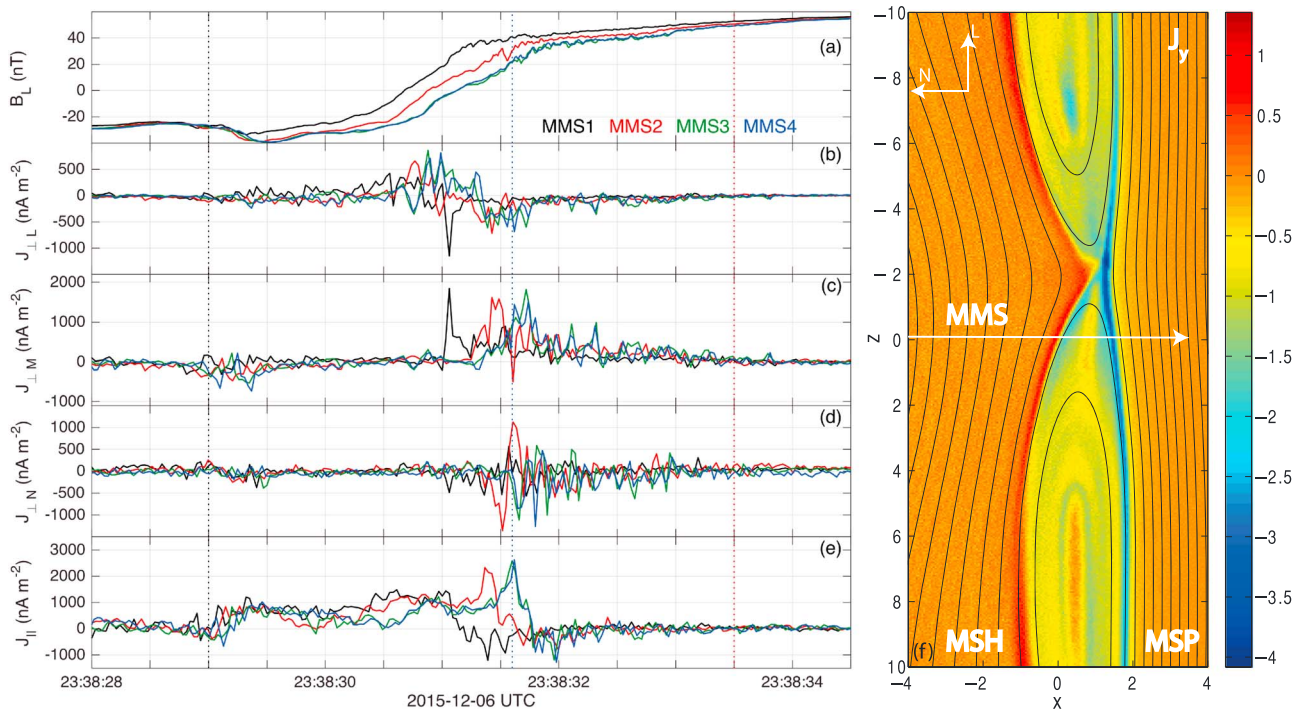 40
20
0
-20
B_L (nT)
(a)
MMS1 MMS2 MMS3 MMS4
500
0
-500
-1000
J_⊥ L (nA m⁻²)
(b)
2000
1000
0
-1000
J_⊥ M (nA m⁻²)
(c)
1000
500
0
-500
-1000
J_⊥ N (nA m⁻²)
(d)
3000
2000
1000
0
-1000
J_|| (nA m⁻²)
(e)
23:38:28 23:38:30 23:38:32 23:38:34
2015-12-06 UTC
−10
−8
−6
−4
−2
0
2
4
6
8
10
Z
L
N
J_y
MMS
MSH
MSP
(f)
−4 −2 0 2 4
X
1
0.5
0
−0.5
−1
−1.5
−2
−2.5
−3
−3.5
−4